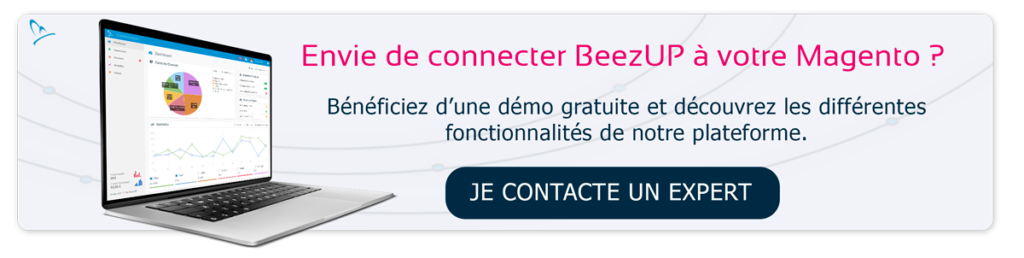 Envie de connecter BeezUP à votre Magento ?
Bénéficiez d’une démo gratuite et découvrez les différentes
fonctionnalités de notre plateforme.
JE CONTACTE UN EXPERT